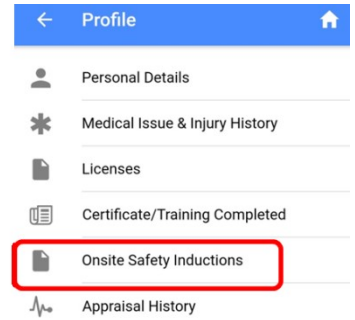 Profile
Personal Details
Medical Issue & Injury History
Licenses
Certificate/Training Completed
Onsite Safety Inductions
Appraisal History